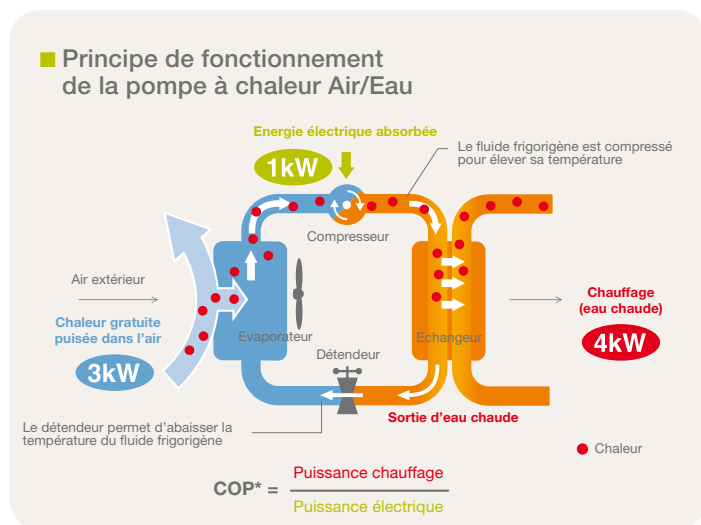 Principe de fonctionnement
de la pompe à chaleur Air/Eau
Energie électrique absorbée
1kW
Le fluide frigorigène est compressé
pour élever sa température
Compresseur
Air extérieur
Chaleur gratuite
puisée dans l'air
3kW
Evaporateur
Echangeur
Chauffage
(eau chaude)
4kW
Détendeur
Sortie d'eau chaude
Le détendeur permet d'abaisser la
température du fluide frigorigène
Chaleur
COP* =
Puissance chauffage
Puissance électrique